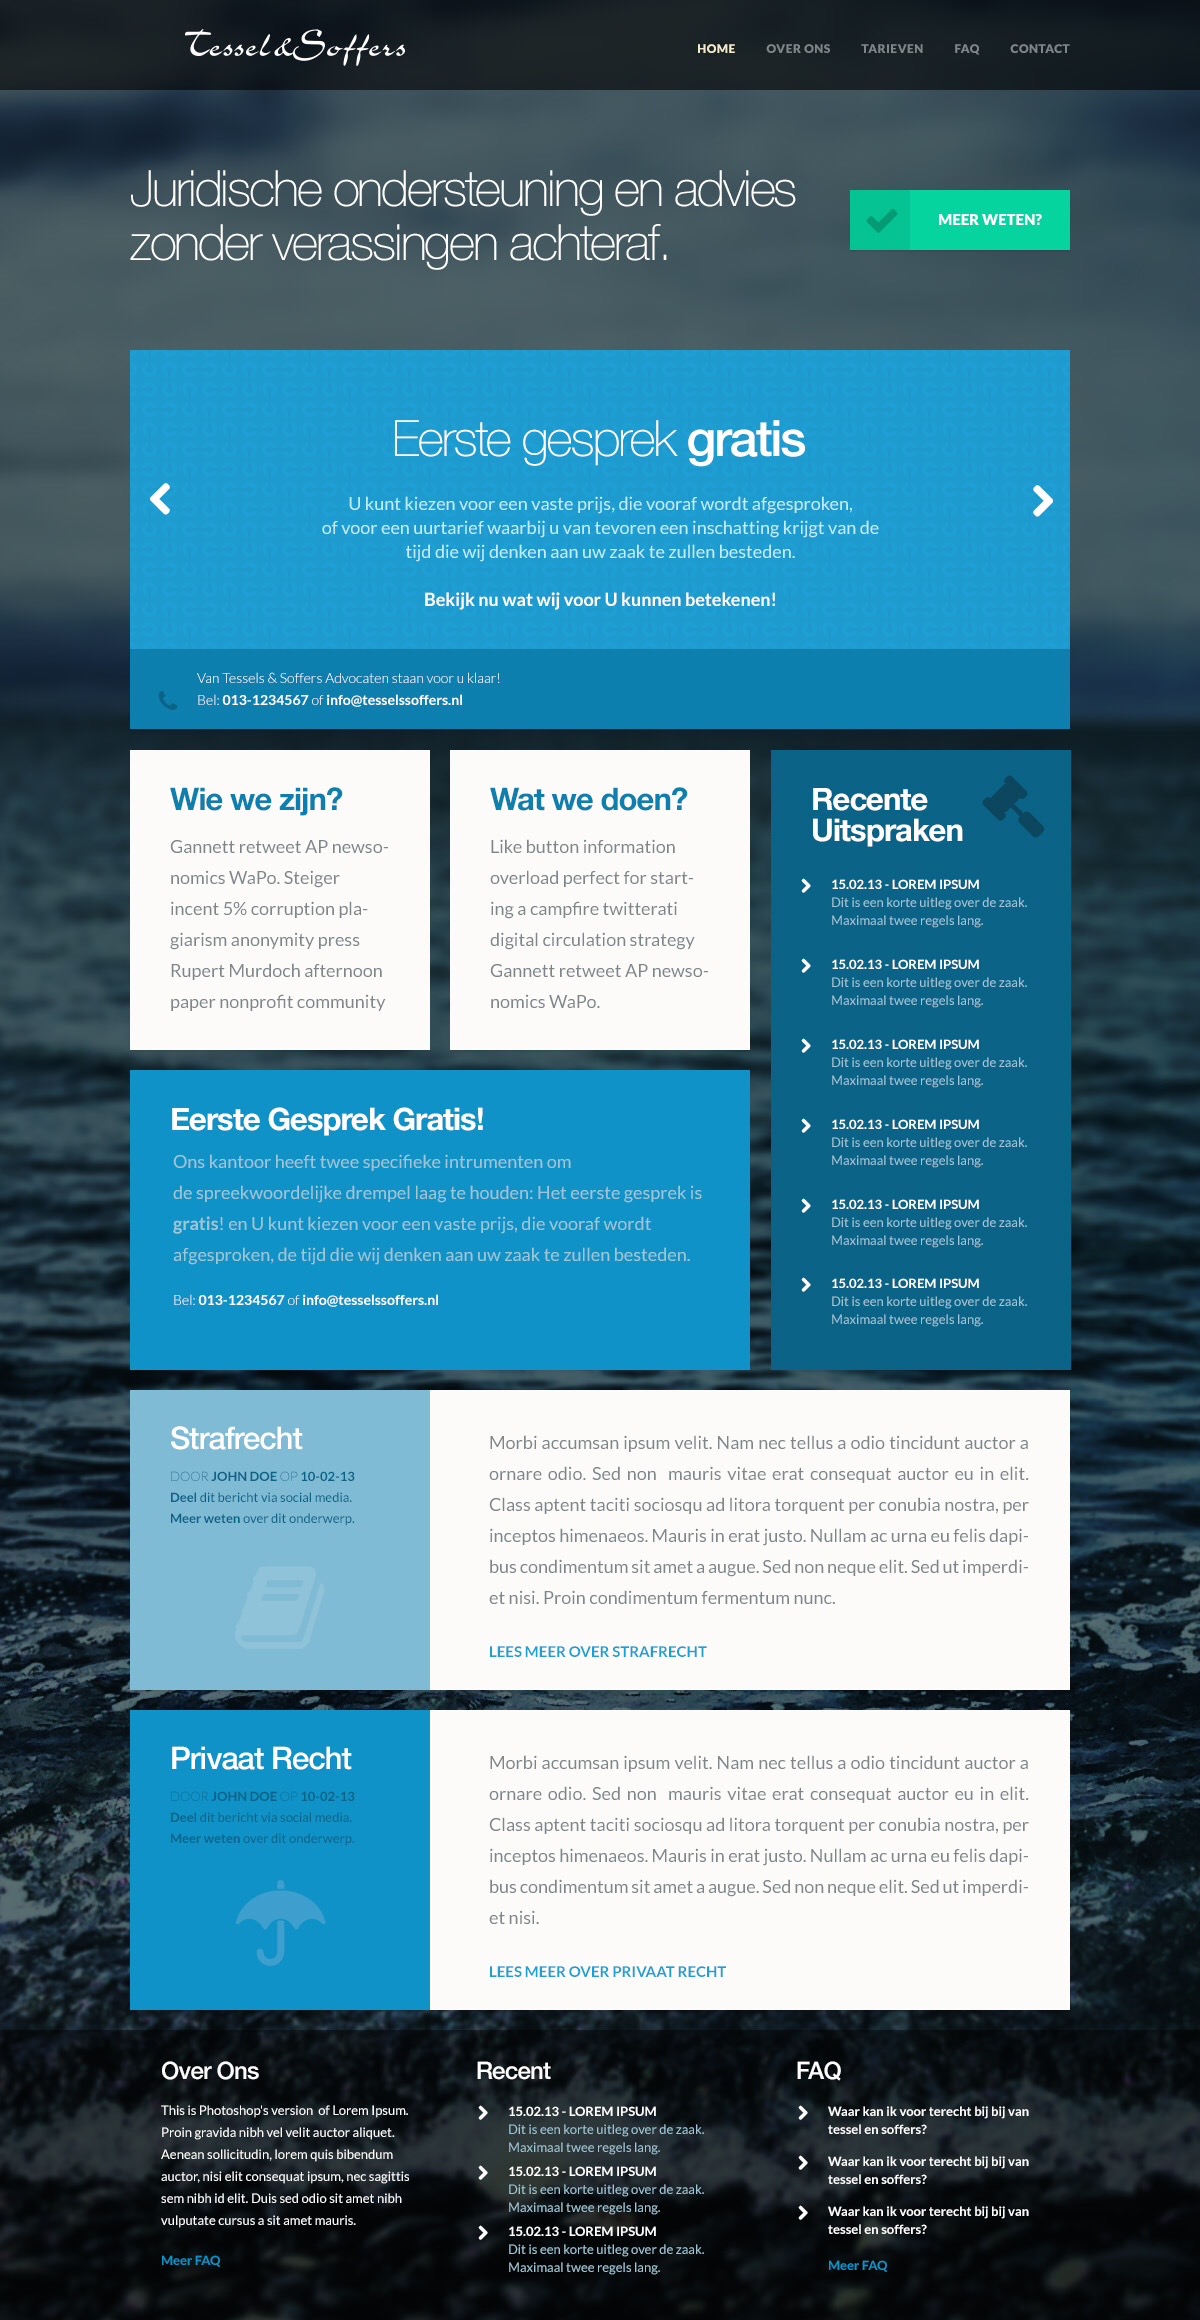 Tessel&Soffers
HOME OVER ONS TARIEVEN FAQ CONTACT
Juridische ondersteuning en advies
zonder verassingen achteraf.
MEER WETEN?
Eerste gesprek gratis
U kunt kiezen voor een vaste prijs, die vooraf wordt afgesproken,
of voor een uurtarief waarbij u van tevoren een inschatting krijgt van de
tijd die wij denken aan uw zaak te zullen besteden.
Bekijk nu wat wij voor U kunnen betekenen!
Van Tessels & Soffers Advocaten staan voor u klaar!
Bel: 013-1234567 of info@tesselssoffers.nl
Wie we zijn?
Gannett retweet AP newso-
nomics WaPo. Steiger
incent 5% corruption pla-
giarism anonymity press
Rupert Murdoch afternoon
paper nonprofit community
Wat we doen?
Like button information
overload perfect for start-
ing a campfire twitterati
digital circulation strategy
Gannett retweet AP newso-
nomics WaPo.
Recente
Uitspraken
15.02.13 - LOREM IPSUM
Dit is een korte uitleg over de zaak.
Maximaal twee regels lang.
15.02.13 - LOREM IPSUM
Dit is een korte uitleg over de zaak.
Maximaal twee regels lang.
15.02.13 - LOREM IPSUM
Dit is een korte uitleg over de zaak.
Maximaal twee regels lang.
15.02.13 - LOREM IPSUM
Dit is een korte uitleg over de zaak.
Maximaal twee regels lang.
15.02.13 - LOREM IPSUM
Dit is een korte uitleg over de zaak.
Maximaal twee regels lang.
15.02.13 - LOREM IPSUM
Dit is een korte uitleg over de zaak.
Maximaal twee regels lang.
Eerste Gesprek Gratis!
Ons kantoor heeft twee specifieke intrumenten om
de spreekwoordelijke drempel laag te houden: Het eerste gesprek is
gratis! en U kunt kiezen voor een vaste prijs, die vooraf wordt
afgesproken, de tijd die wij denken aan uw zaak te zullen besteden.
Bel: 013-1234567 of info@tesselssoffers.nl
Strafrecht
DOOR JOHN DOE OP 10-02-13
Deel dit bericht via social media.
Meer weten over dit onderwerp.
Morbi accumsan ipsum velit. Nam nec tellus a odio tincidunt auctor a
ornare odio. Sed non  mauris vitae erat consequat auctor eu in elit.
Class aptent taciti sociosqu ad litora torquent per conubia nostra, per
inceptos himenaeos. Mauris in erat justo. Nullam ac urna eu felis dapi-
bus condimentum sit amet a augue. Sed non neque elit. Sed ut imperdi-
et nisi. Proin condimentum fermentum nunc.
LEES MEER OVER STRAFRECHT
Privaat Recht
DOOR JOHN DOE OP 10-02-13
Deel dit bericht via social media.
Meer weten over dit onderwerp.
Morbi accumsan ipsum velit. Nam nec tellus a odio tincidunt auctor a
ornare odio. Sed non  mauris vitae erat consequat auctor eu in elit.
Class aptent taciti sociosqu ad litora torquent per conubia nostra, per
inceptos himenaeos. Mauris in erat justo. Nullam ac urna eu felis dapi-
bus condimentum sit amet a augue. Sed non neque elit. Sed ut imperdi-
et nisi.
LEES MEER OVER PRIVAAT RECHT
Over Ons
This is Photoshop's version  of Lorem Ipsum.
Proin gravida nibh vel velit auctor aliquet.
Aenean sollicitudin, lorem quis bibendum
auctor, nisi elit consequat ipsum, nec sagittis
sem nibh id elit. Duis sed odio sit amet nibh
vulputate cursus a sit amet mauris.
Meer FAQ
Recent
15.02.13 - LOREM IPSUM
Dit is een korte uitleg over de zaak.
Maximaal twee regels lang.
15.02.13 - LOREM IPSUM
Dit is een korte uitleg over de zaak.
Maximaal twee regels lang.
15.02.13 - LOREM IPSUM
Dit is een korte uitleg over de zaak.
Maximaal twee regels lang.
FAQ
Waar kan ik voor terecht bij bij van
tessel en soffers?
Waar kan ik voor terecht bij bij van
tessel en soffers?
Waar kan ik voor terecht bij bij van
tessel en soffers?
Meer FAQ